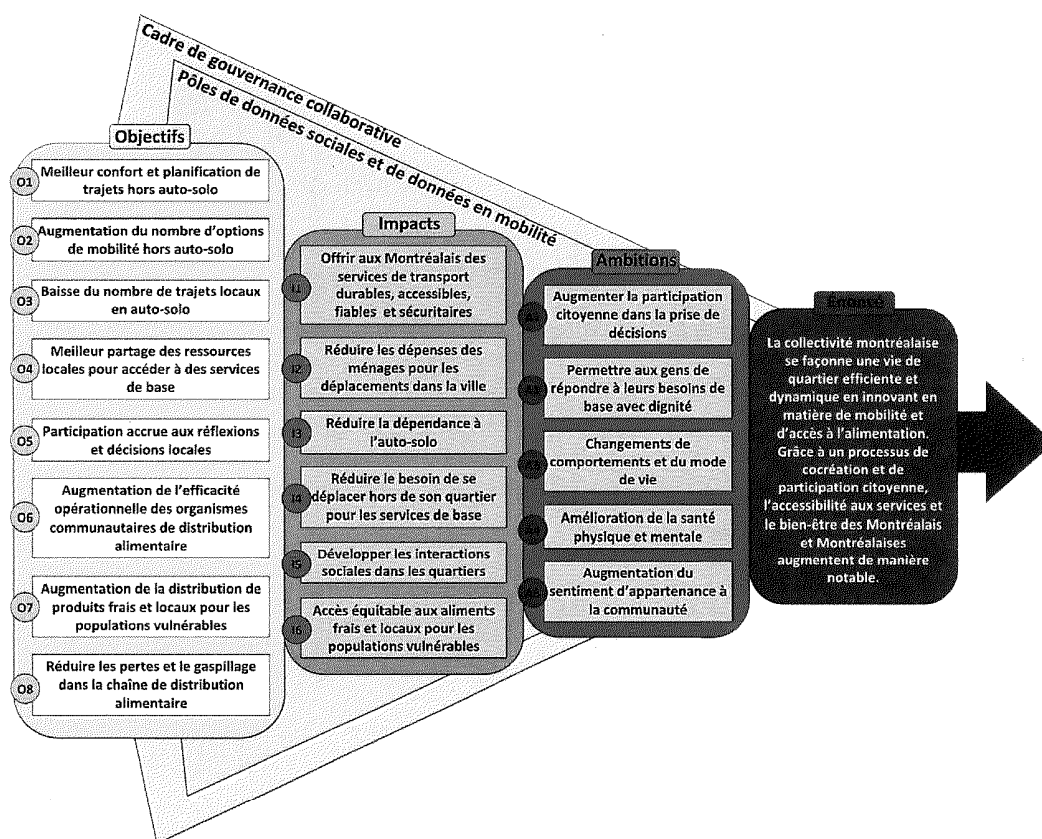 Cadre de gouvernance collaborative
Pôles de données sociales et de données en mobilité
Objectifs
O1
Meilleur confort et planification de
trajets hors auto-solo
O2
Augmentation du nombre d'options
de mobilité hors auto-solo
O3
Baisse du nombre de trajets locaux
en auto-solo
O4
Meilleur partage des ressources
locales pour accéder à des services
de base
O5
Participation accrue aux réflexions
et décisions locales
O6
Augmentation de l'efficacité
opérationnelle des organismes
communautaires de distribution
alimentaire
O7
Augmentation de la distribution de
produits frais et locaux pour les
populations vulnérables
O8
Réduire les pertes et le gaspillage
dans la chaîne de distribution
alimentaire
Impacts
I1
Offrir aux Montréalais des
services de transport
durables, accessibles,
fiables et sécuritaires
I2
Réduire les dépenses des
ménages pour les
déplacements dans la ville
I3
Réduire la dépendance à
l'auto-solo
I4
Réduire le besoin de se
déplacer hors de son quartier
pour les services de base
I5
Développer les interactions
sociales dans les quartiers
I6
Accès équitable aux aliments
frais et locaux pour les
populations vulnérables
Ambitions
Augmenter la participation
citoyenne dans la prise de
décisions
Permettre aux gens de
répondre à leurs besoins de
base avec dignité
Changements de
comportements et du mode
de vie
Amélioration de la santé
physique et mentale
Augmentation du
sentiment d'appartenance à
la communauté
Énoncé
La collectivité montréalaise
se façonne une vie de
quartier efficiente et
dynamique en innovant en
matière de mobilité et
d'accès à l'alimentation.
Grâce à un processus de
cocréation et de
participation citoyenne,
l'accessibilité aux services et
le bien-être des Montréalais
et Montréalaises
augmentent de manière
notable.